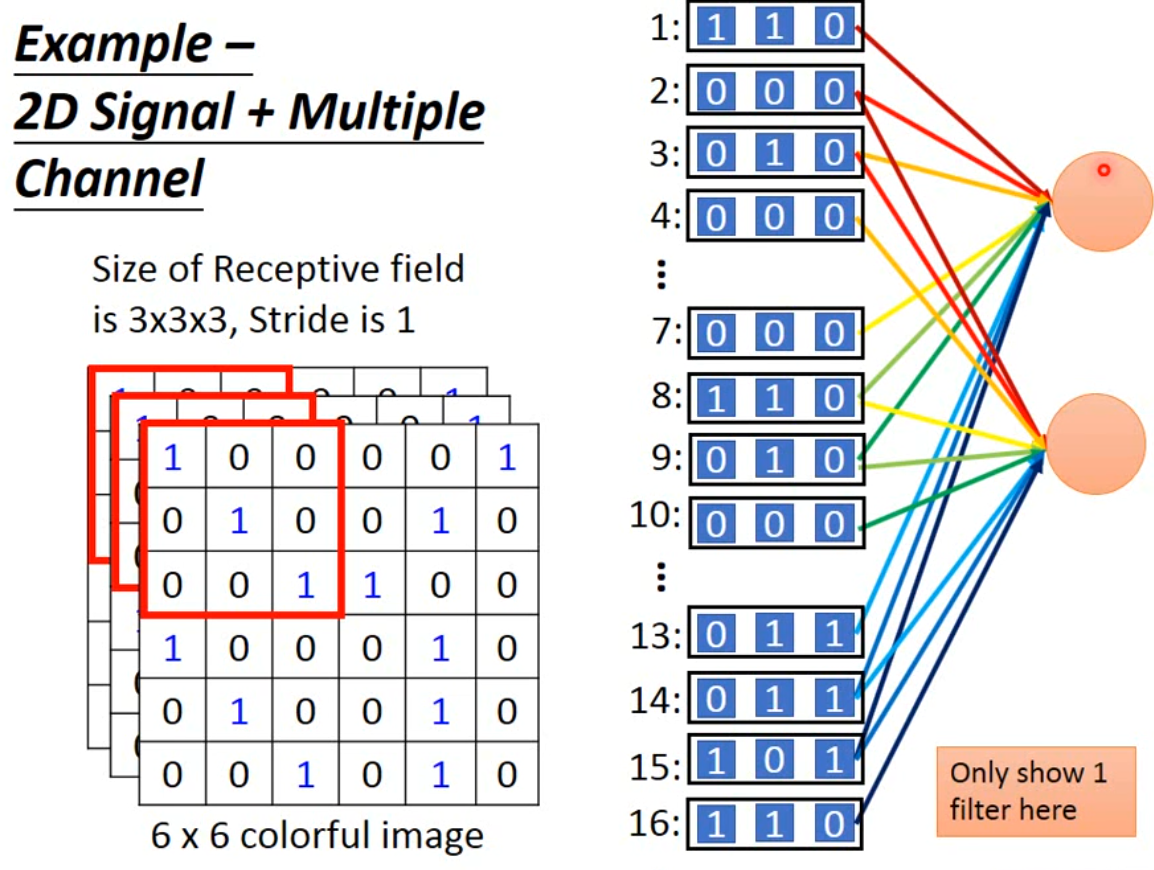 Example –
2D Signal + Multiple
Channel
Size of Receptive field
is 3x3x3, Stride is 1
1 0 0 0 0 1
0 1 0 0 1 0
0 0 1 1 0 0
1 0 0 0 1 0
0 1 0 0 1 0
0 0 1 0 1 0
6 x 6 colorful image
1: 1 1 0
2: 0 0 0
3: 0 1 0
4: 0 0 0
⋮
7: 0 0 0
8: 1 1 0
9: 0 1 0
10: 0 0 0
⋮
13: 0 1 1
14: 0 1 1
15: 1 0 1
16: 1 1 0
Only show 1
filter here